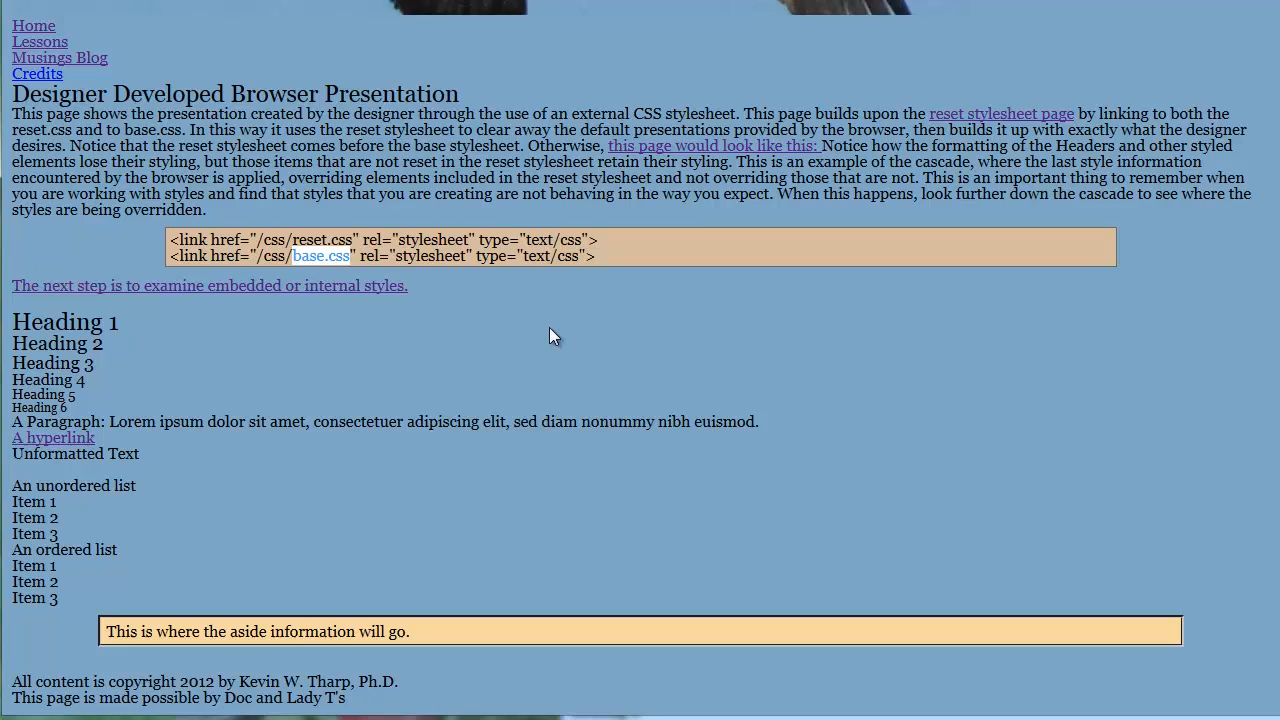 Home
Lessons
Musings Blog
Credits
Designer Developed Browser Presentation
This page shows the presentation created by the designer through the use of an external CSS stylesheet. This page builds upon the reset stylesheet page by linking to both the
reset.css and to base.css. In this way it uses the reset stylesheet to clear away the default presentations provided by the browser, then builds it up with exactly what the designer
desires. Notice that the reset stylesheet comes before the base stylesheet. Otherwise, this page would look like this: Notice how the formatting of the Headers and other styled
elements lose their styling, but those items that are not reset in the reset stylesheet retain their styling. This is an example of the cascade, where the last style information
encountered by the browser is applied, overriding elements included in the reset stylesheet and not overriding those that are not. This is an important thing to remember when
you are working with styles and find that styles that you are creating are not behaving in the way you expect. When this happens, look further down the cascade to see where the
styles are being overridden.
<link href="/css/reset.css" rel="stylesheet" type="text/css">
<link href="/css/base.css" rel="stylesheet" type="text/css">
The next step is to examine embedded or internal styles.
Heading 1
Heading 2
Heading 3
Heading 4
Heading 5
Heading 6
A Paragraph: Lorem ipsum dolor sit amet, consectetuer adipiscing elit, sed diam nonummy nibh euismod.
A hyperlink
Unformatted Text
An unordered list
Item 1
Item 2
Item 3
An ordered list
Item 1
Item 2
Item 3
This is where the aside information will go.
All content is copyright 2012 by Kevin W. Tharp, Ph.D.
This page is made possible by Doc and Lady T's